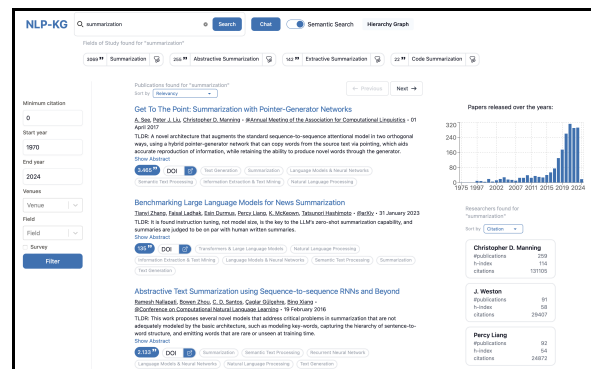 NLP-KG
summarization
Search
Chat
Semantic Search
Hierarchy Graph
Fields of Study found for "summarization"
3069 " Summarization
255 " Abstractive Summarization
142 " Extractive Summarization
22 " Code Summarization
Minimum citation
0
Start year
1970
End year
2024
Venues
Venue
Field
Field
Survey
Filter
Publications found for "summarization"
Sort by Relevancy
← Previous
Next →
Get To The Point: Summarization with Pointer-Generator Networks
A. See, Peter J. Liu, Christopher D. Manning • @Annual Meeting of the Association for Computational Linguistics • 01
April 2017
TLDR: A novel architecture that augments the standard sequence-to-sequence attentional model in two orthogonal
ways, using a hybrid pointer-generator network that can copy words from the source text via pointing, which aids
accurate reproduction of information, while retaining the ability to produce novel words through the generator.
Show Abstract
3,465 " DOI Text Generation Summarization Language Models & Neural Networks
Semantic Text Processing Information Extraction & Text Mining Natural Language Processing
Benchmarking Large Language Models for News Summarization
Tianyi Zhang, Faisal Ladhak, Esin Durmus, Percy Liang, K. McKeown, Tatsunori Hashimoto • @arXiv • 31 January 2023
TLDR: It is found instruction tuning, not model size, is the key to the LLM's zero-shot summarization capability, and
summaries are judged to be on par with human written summaries.
Show Abstract
135 " DOI Transformers & Large Language Models Natural Language Processing
Information Extraction & Text Mining Language Models & Neural Networks Semantic Text Processing Summarization
Text Generation
Abstractive Text Summarization using Sequence-to-sequence RNNs and Beyond
Ramesh Nallapati, Bowen Zhou, C. D. Santos, Çaglar Gülçehre, Bing Xiang •
@Conference on Computational Natural Language Learning • 19 February 2016
TLDR: This work proposes several novel models that address critical problems in summarization that are not
adequately modeled by the basic architecture, such as modeling key-words, capturing the hierarchy of sentence-to-
word structure, and emitting words that are rare or unseen at training time.
Show Abstract
2,133 " DOI Summarization Semantic Text Processing Recurrent Neural Network
Language Models & Neural Networks Natural Language Processing Text Generation
Papers released over the years:
320
240
160
80
0
1975 1997 2002 2007 2011 2015 2019 2024
Researchers found for
"summarization"
Sort by Citation
Christopher D. Manning
#publications 259
h-index 114
citations 131105
J. Weston
#publications 91
h-index 58
citations 29407
Percy Liang
#publications 92
h-index 54
citations 24872